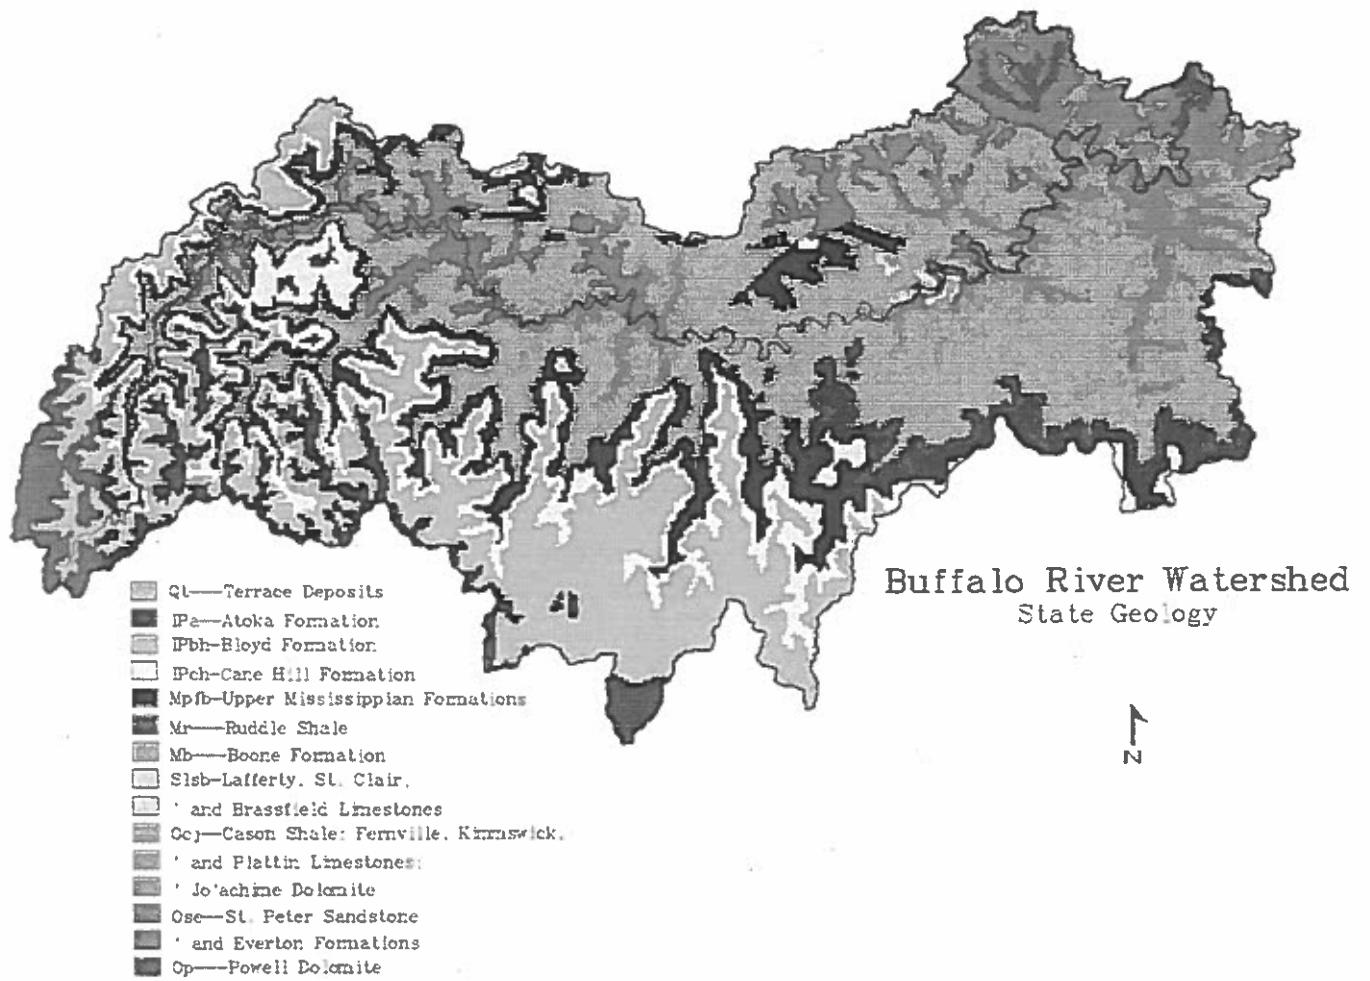 Buffalo River Watershed
State Geology
N
Qt—Terrace Deposits
IPa—Atoka Formation
IPbh—Bloyd Formation
IPch—Cane Hill Formation
Mpfb—Upper Mississippian Formations
Mr——Ruddle Shale
Mb——Boone Formation
Slsb—Lafferty, St. Clair,
' and Brassfield Limestones
Ocj—Cason Shale; Fernville, Kimmswick,
' and Plattin Limestones;
' Jo'achime Dolomite
Ose—St. Peter Sandstone
' and Everton Formations
Op——Powell Dolomite